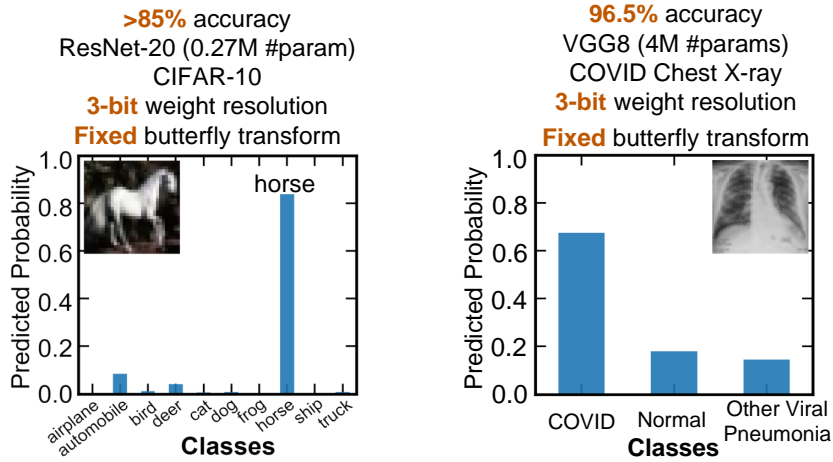 >85% accuracy
ResNet-20 (0.27M #param)
CIFAR-10
3-bit weight resolution
Fixed butterfly transform
Predicted Probability
1.0
0.8
0.6
0.4
0.2
0.0
horse
airplane
automobile
bird
deer
cat
dog
frog
horse
ship
truck
Classes
96.5% accuracy
VGG8 (4M #params)
COVID Chest X-ray
3-bit weight resolution
Fixed butterfly transform
Predicted Probability
1.0
0.8
0.6
0.4
0.2
0.0
COVID
Normal
Other Viral
Pneumonia
Classes